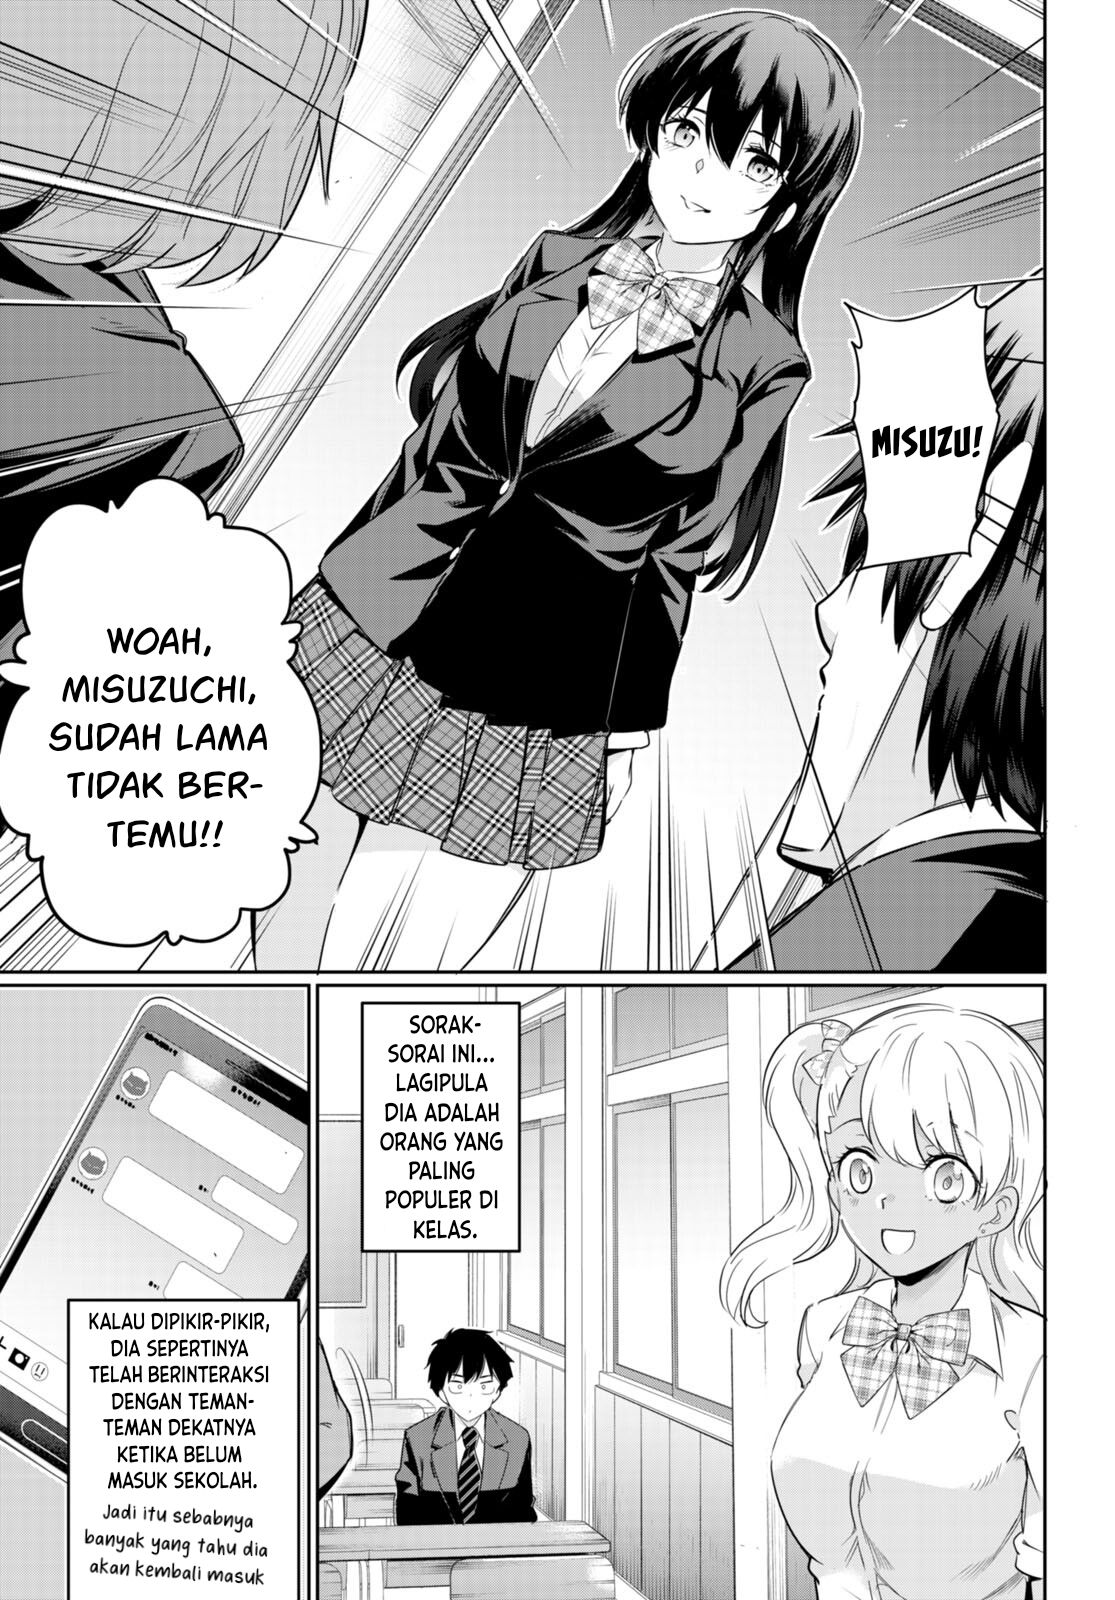 MISUZU!
WOAH,
MISUZUCHI,
SUDAH LAMA
TIDAK BER-
TEMU!!
SORAK-
SORAI INI...
LAGIPULA
DIA ADALAH
ORANG YANG
PALING
POPULER DI
KELAS.
KALAU DIPIKIR-PIKIR,
DIA SEPERTINYA
TELAH BERINTERAKSI
DENGAN TEMAN-
TEMAN DEKATNYA
KETIKA BELUM
MASUK SEKOLAH.
Jadi itu sebabnya
banyak yang tahu dia
akan kembali masuk